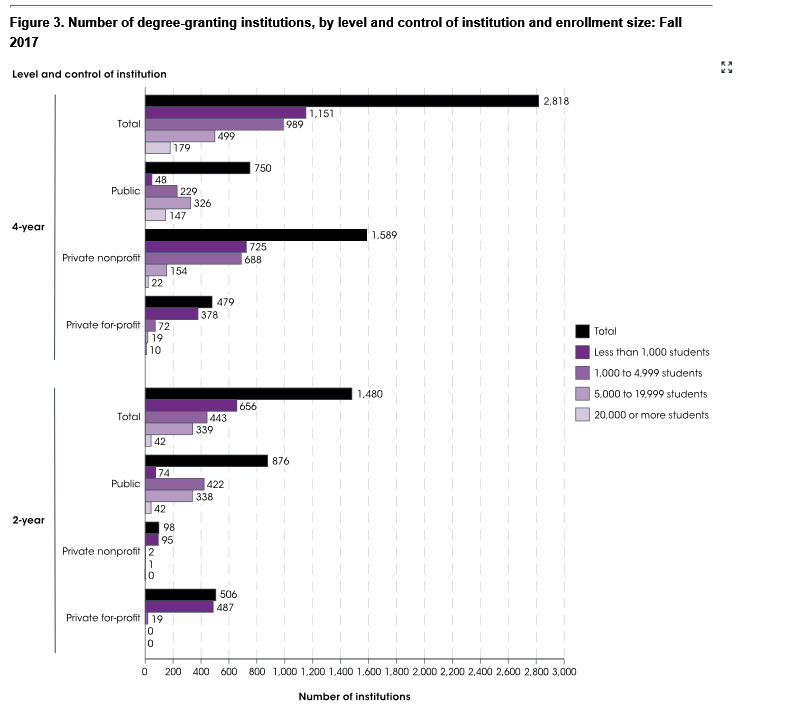 Figure 3. Number of degree-granting institutions, by level and control of institution and enrollment size: Fall
2017
Level and control of institution
4-year
Total
2,818
1,151
989
499
179
Public
750
48
229
326
147
Private nonprofit
1,589
725
688
154
22
Private for-profit
479
378
72
19
10
2-year
Total
1,480
656
443
339
42
Public
876
74
422
338
42
Private nonprofit
98
95
2
1
0
Private for-profit
506
487
19
0
0
Total
Less than 1,000 students
1,000 to 4,999 students
5,000 to 19,999 students
20,000 or more students
0 200 400 600 800 1,000 1,200 1,400 1,600 1,800 2,000 2,200 2,400 2,600 2,800 3,000
Number of institutions